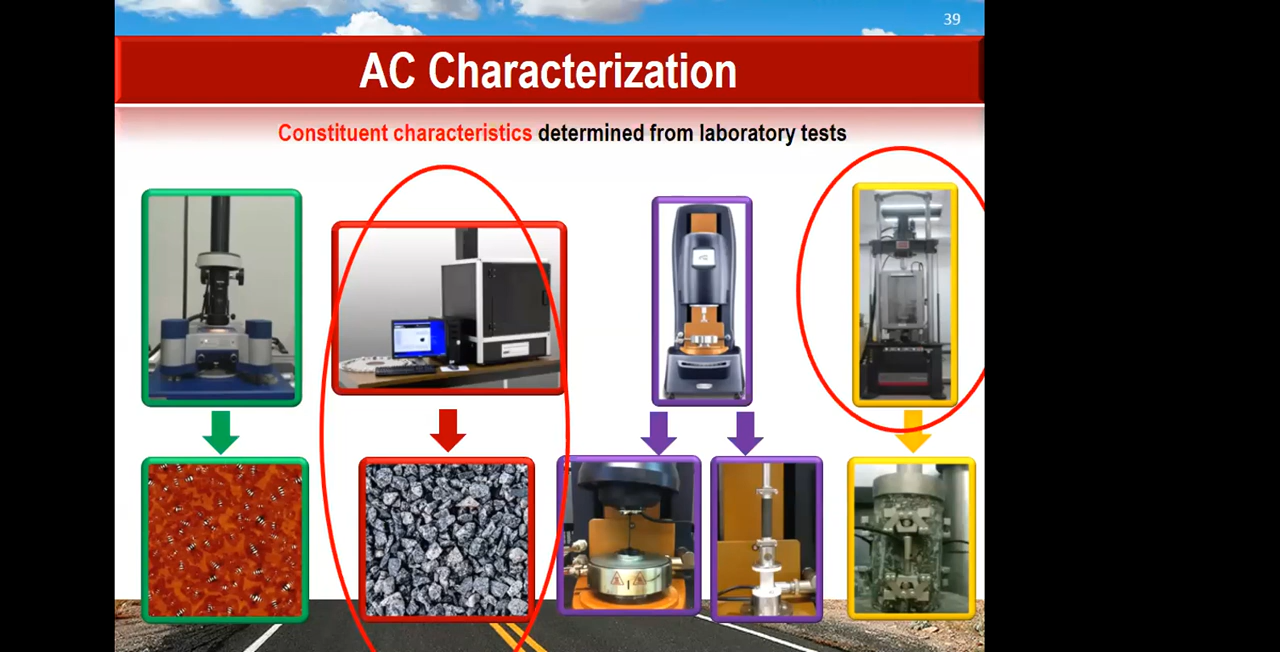 39
AC Characterization
Constituent characteristics determined from laboratory tests